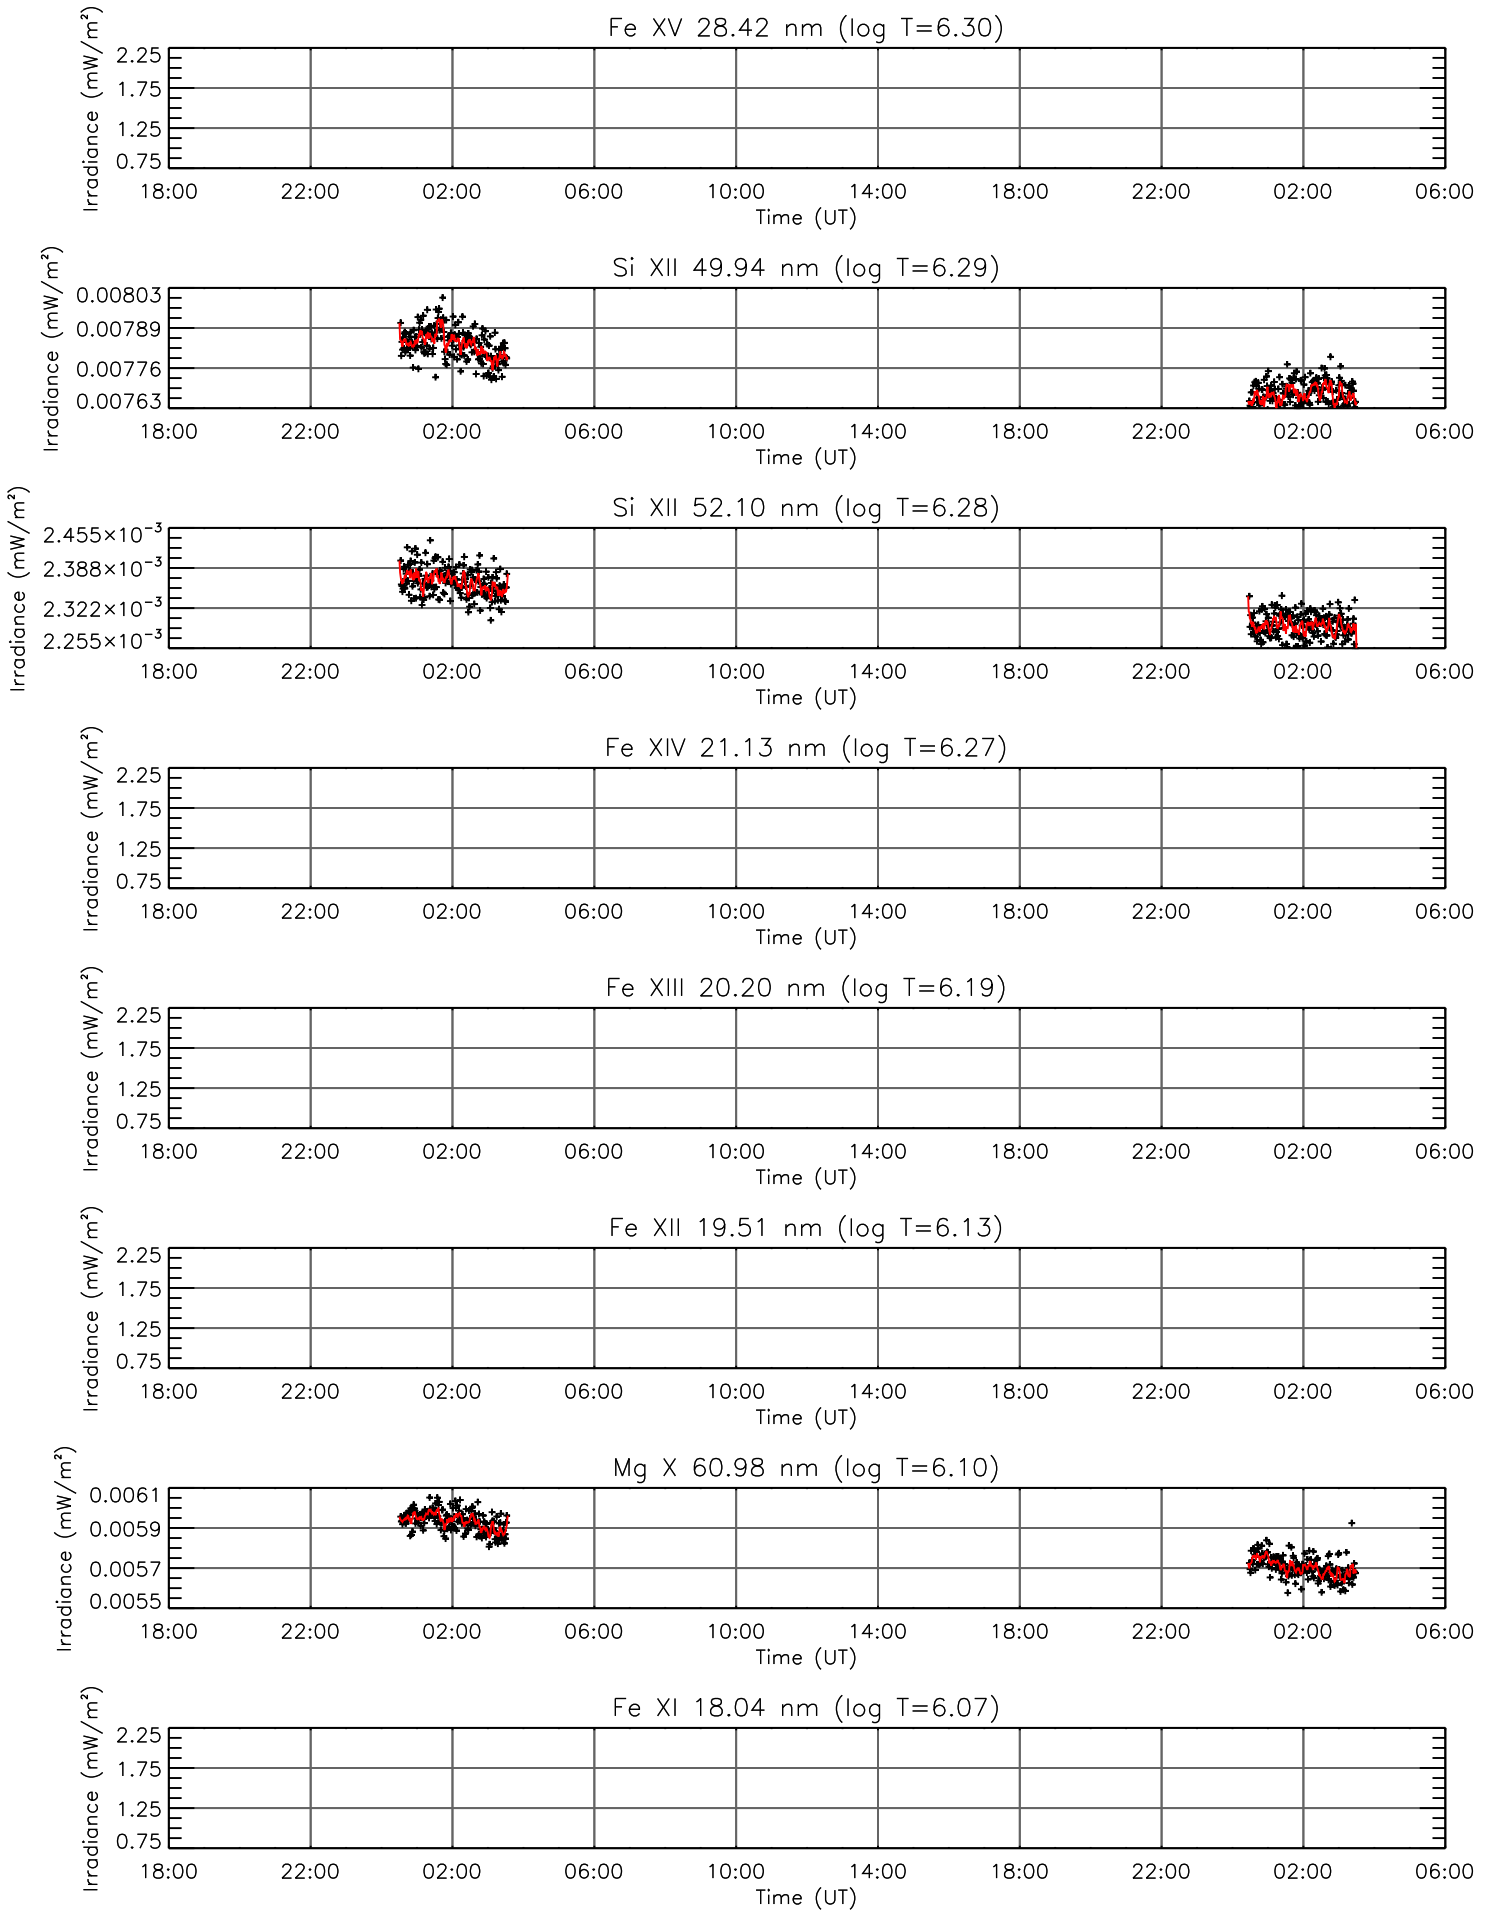 Fe XV 28.42 nm (log T=6.30)
Irradiance (mW/m²)
2.25
1.75
1.25
0.75
18:00 22:00 02:00 06:00 10:00 14:00 18:00 22:00 02:00 06:00
Time (UT)
Si XII 49.94 nm (log T=6.29)
Irradiance (mW/m²)
0.00803
0.00789
0.00776
0.00763
18:00 22:00 02:00 06:00 10:00 14:00 18:00 22:00 02:00 06:00
Time (UT)
Si XII 52.10 nm (log T=6.28)
Irradiance (mW/m²)
2.455×10⁻³
2.388×10⁻³
2.322×10⁻³
2.255×10⁻³
18:00 22:00 02:00 06:00 10:00 14:00 18:00 22:00 02:00 06:00
Time (UT)
Fe XIV 21.13 nm (log T=6.27)
Irradiance (mW/m²)
2.25
1.75
1.25
0.75
18:00 22:00 02:00 06:00 10:00 14:00 18:00 22:00 02:00 06:00
Time (UT)
Fe XIII 20.20 nm (log T=6.19)
Irradiance (mW/m²)
2.25
1.75
1.25
0.75
18:00 22:00 02:00 06:00 10:00 14:00 18:00 22:00 02:00 06:00
Time (UT)
Fe XII 19.51 nm (log T=6.13)
Irradiance (mW/m²)
2.25
1.75
1.25
0.75
18:00 22:00 02:00 06:00 10:00 14:00 18:00 22:00 02:00 06:00
Time (UT)
Mg X 60.98 nm (log T=6.10)
Irradiance (mW/m²)
0.0061
0.0059
0.0057
0.0055
18:00 22:00 02:00 06:00 10:00 14:00 18:00 22:00 02:00 06:00
Time (UT)
Fe XI 18.04 nm (log T=6.07)
Irradiance (mW/m²)
2.25
1.75
1.25
0.75
18:00 22:00 02:00 06:00 10:00 14:00 18:00 22:00 02:00 06:00
Time (UT)